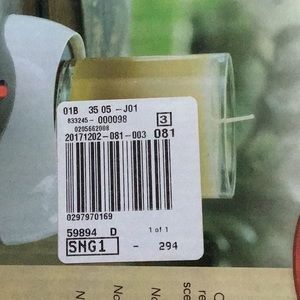 01B 35 05 -J01
833245- 000098 3
0205662008
20171202-081-003 081
0297970169
59894 D 1 of 1
SNG1 - 294